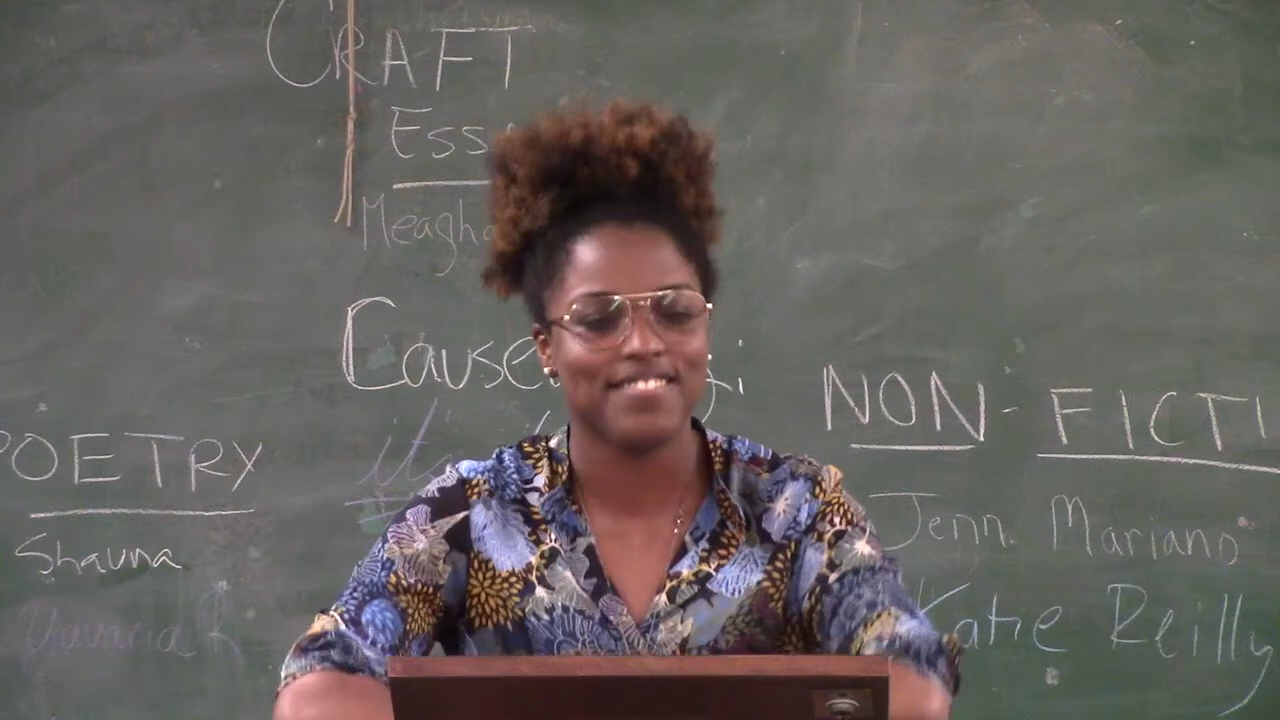 CRAFT
Ess
Meagh
Cause
POETRY
Shauna
NON-FICTI
Jenn. Mariano
Katie Reilly